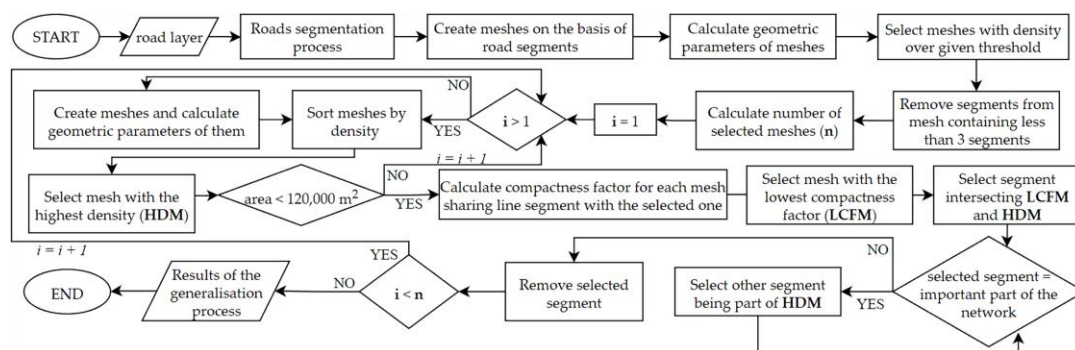 START
road layer
Roads segmentation
process
Create meshes on the basis of
road segments
Calculate geometric
parameters of meshes
Select meshes with density
over given threshold
NO
Create meshes and calculate
geometric parameters of them
Sort meshes by
density
YES
i > 1
i = 1
Calculate number of
selected meshes (n)
Remove segments from
mesh containing less
than 3 segments
i = i + 1
Select mesh with the
highest density (HDM)
area < 120,000 m²
NO
YES
Calculate compactness factor for each mesh
sharing line segment with the selected one
Select mesh with the
lowest compactness
factor (LCFM)
Select segment
intersecting LCFM
and HDM
i = i + 1
END
Results of the
generalisation
process
NO
YES
i < n
Remove selected
segment
NO
Select other segment
being part of HDM
YES
selected segment =
important part of the
network